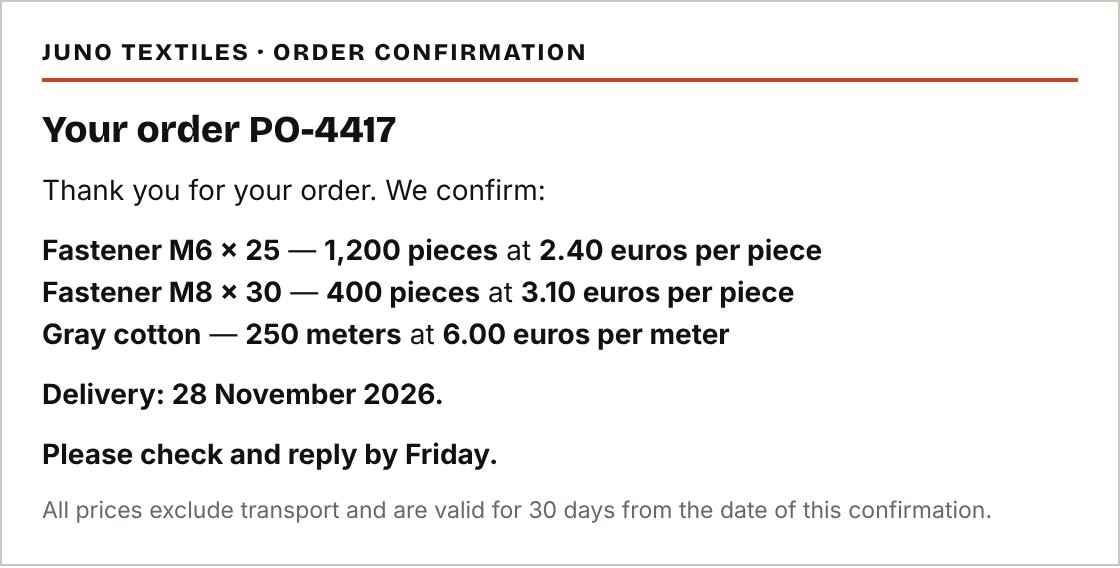 JUNO TEXTILES · ORDER CONFIRMATION
Your order PO-4417
Thank you for your order. We confirm:
Fastener M6 × 25 — 1,200 pieces at 2.40 euros per piece
Fastener M8 × 30 — 400 pieces at 3.10 euros per piece
Gray cotton — 250 meters at 6.00 euros per meter
Delivery: 28 November 2026.
Please check and reply by Friday.
All prices exclude transport and are valid for 30 days from the date of this confirmation.